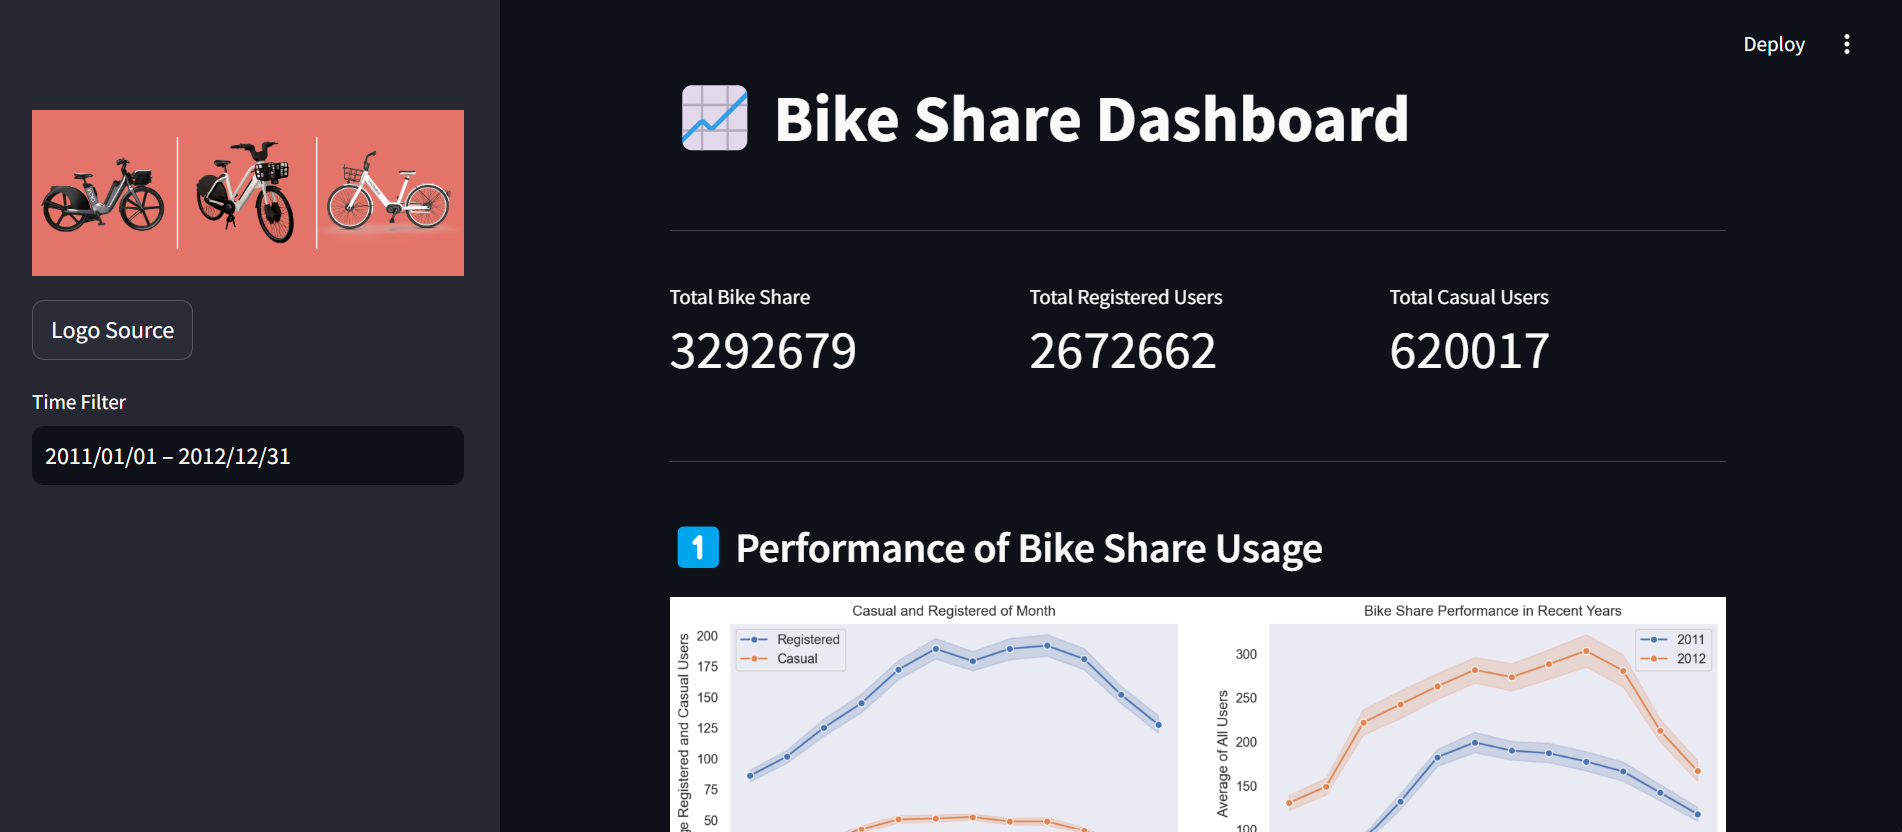 Deploy
Bike Share Dashboard
Logo Source
Time Filter
2011/01/01 – 2012/12/31
Total Bike Share
3292679
Total Registered Users
2672662
Total Casual Users
620017
1 Performance of Bike Share Usage
Casual and Registered of Month
Registered
Casual
200
175
150
125
100
75
50
Registered and Casual Users
Bike Share Performance in Recent Years
2011
2012
300
250
200
150
100
Average of All Users